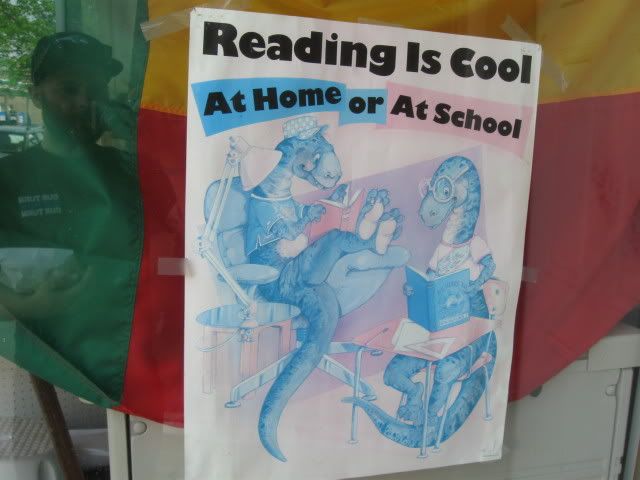 Reading Is Cool
At Home or At School